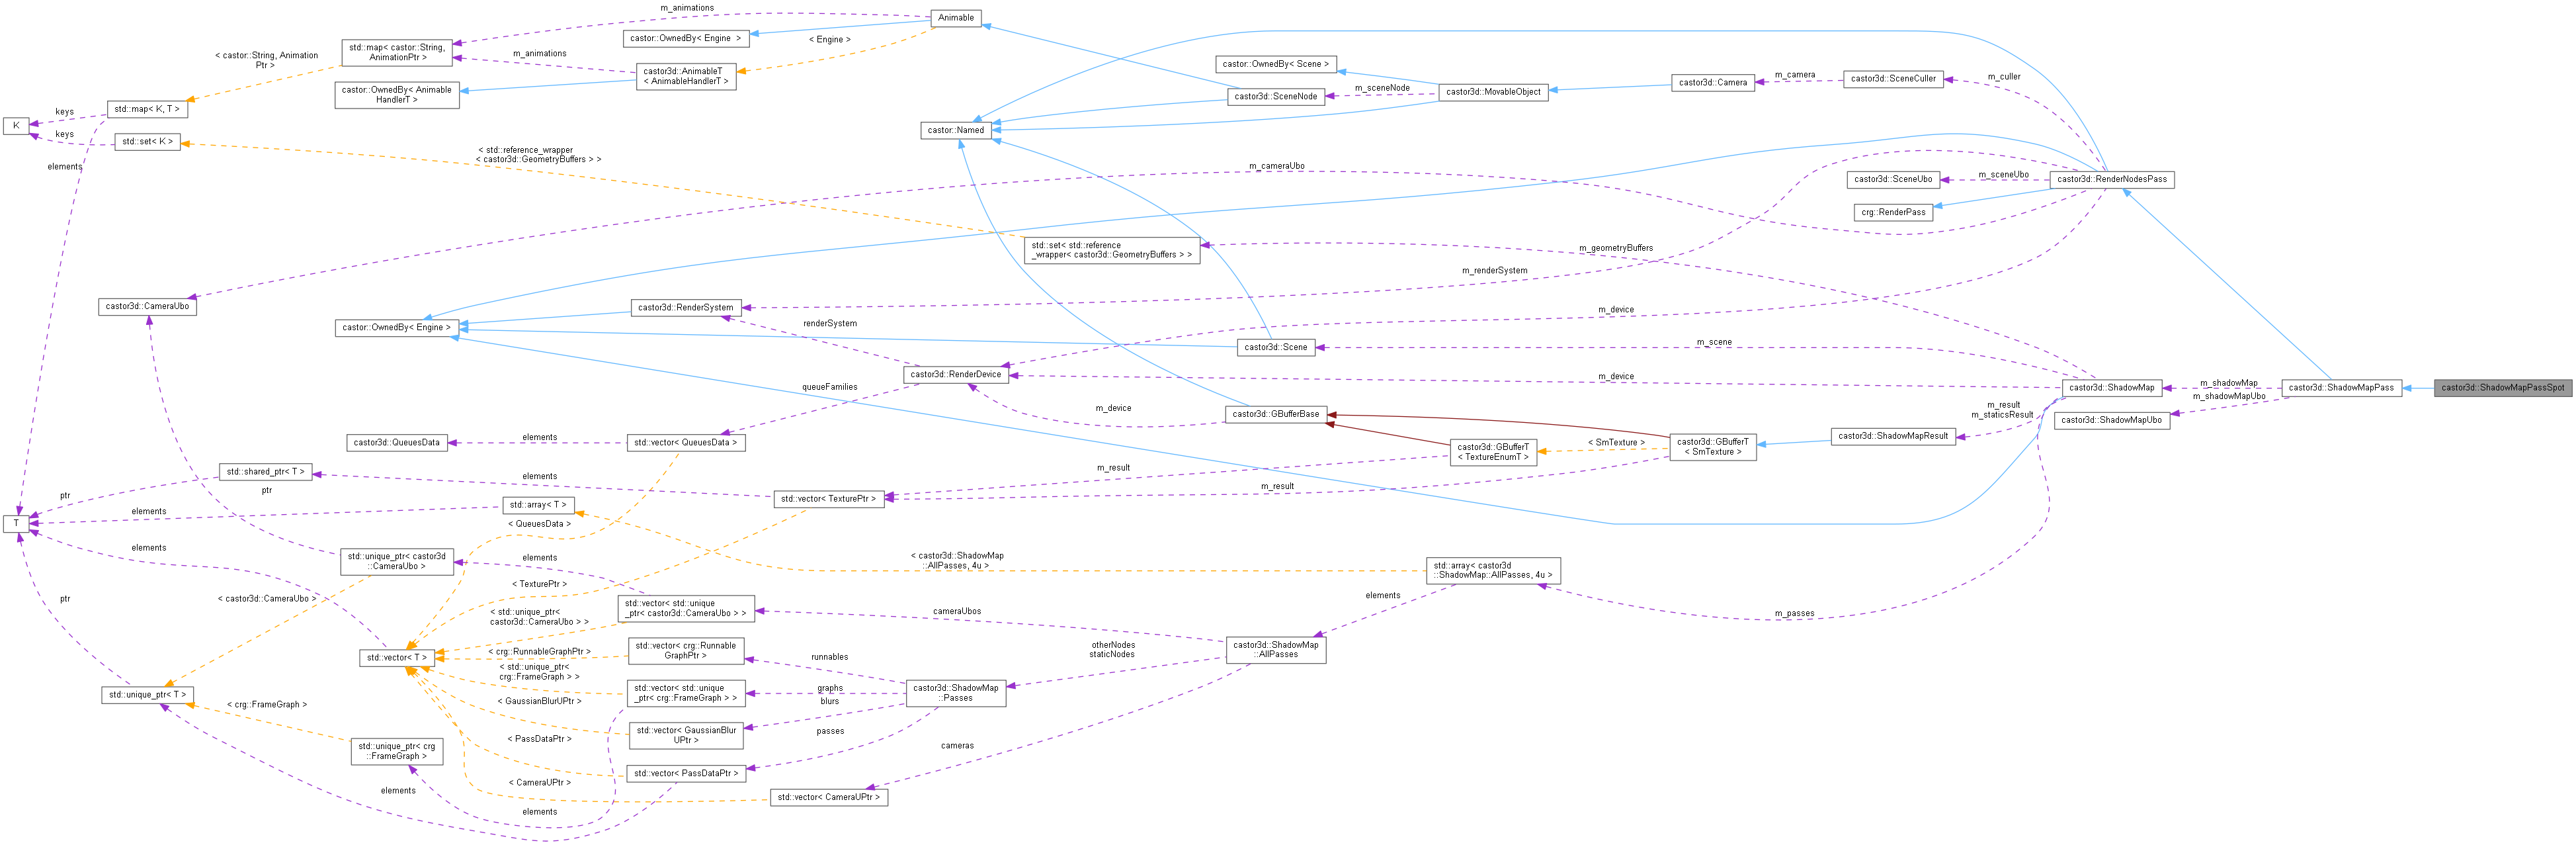 m_animations
Animable
castor::OwnedBy< Engine  >
std::map< castor::String,
AnimationPtr >
< Engine >
m_animations
< castor::String, Animation
Ptr >
castor3d::AnimableT
< AnimableHandlerT >
castor::OwnedBy< Animable
HandlerT >
castor::OwnedBy< Scene >
castor3d::MovableObject
castor3d::Camera
m_camera
castor3d::SceneCuller
m_culler
castor3d::SceneNode
m_sceneNode
std::map< K, T >
keys
K
keys
std::set< K >
castor::Named
elements
< std::reference_wrapper
< castor3d::GeometryBuffers > >
m_cameraUbo
castor3d::SceneUbo
m_sceneUbo
castor3d::RenderNodesPass
crg::RenderPass
std::set< std::reference
_wrapper< castor3d::GeometryBuffers > >
m_geometryBuffers
m_renderSystem
castor3d::CameraUbo
castor3d::RenderSystem
castor::OwnedBy< Engine >
renderSystem
m_device
castor3d::Scene
m_scene
castor3d::RenderDevice
m_device
queueFamilies
castor3d::ShadowMap
m_shadowMap
castor3d::ShadowMapPass
castor3d::ShadowMapPassSpot
m_shadowMapUbo
castor3d::ShadowMapUbo
m_device
castor3d::GBufferBase
m_result
m_staticsResult
castor3d::QueuesData
elements
std::vector< QueuesData >
castor3d::GBufferT
< TextureEnumT >
< SmTexture >
castor3d::GBufferT
< SmTexture >
castor3d::ShadowMapResult
std::shared_ptr< T >
elements
m_result
ptr
ptr
std::vector< TexturePtr >
m_result
std::array< T >
elements
T
< QueuesData >
elements
std::unique_ptr< castor3d
::CameraUbo >
elements
< castor3d::ShadowMap
::AllPasses, 4u >
std::array< castor3d
::ShadowMap::AllPasses, 4u >
< TexturePtr >
ptr
< castor3d::CameraUbo >
< std::unique_ptr<
castor3d::CameraUbo > >
std::vector< std::unique
_ptr< castor3d::CameraUbo > >
cameraUbos
elements
m_passes
castor3d::ShadowMap
::AllPasses
std::vector< T >
< crg::RunnableGraphPtr >
std::vector< crg::Runnable
GraphPtr >
runnables
otherNodes
staticNodes
< std::unique_ptr<
crg::FrameGraph > >
std::vector< std::unique
_ptr< crg::FrameGraph > >
graphs
castor3d::ShadowMap
::Passes
std::unique_ptr< T >
< crg::FrameGraph >
< GaussianBlurUPtr >
blurs
std::vector< GaussianBlur
UPtr >
passes
< PassDataPtr >
std::unique_ptr< crg
::FrameGraph >
cameras
std::vector< PassDataPtr >
< CameraUPtr >
elements
std::vector< CameraUPtr >
elements